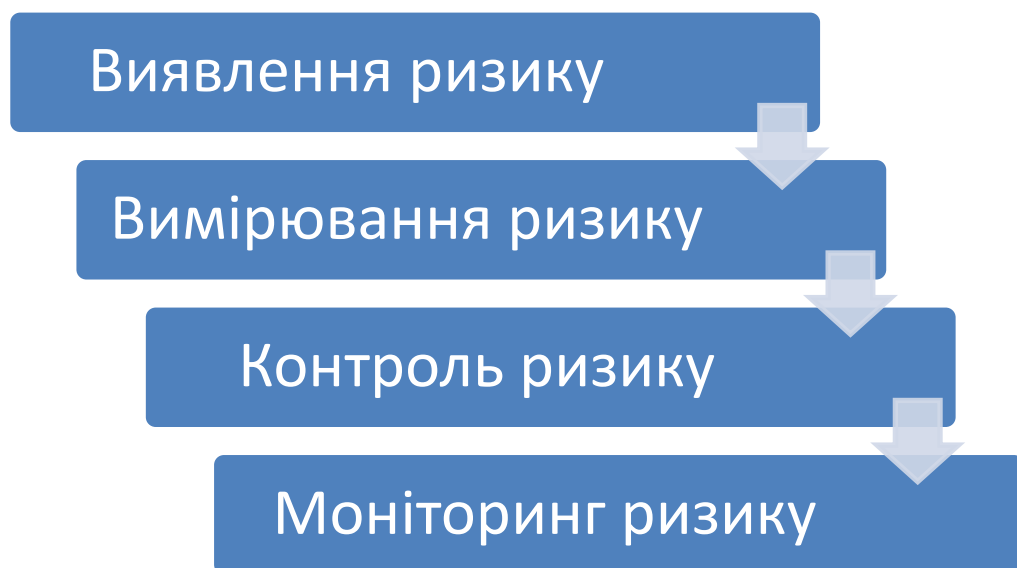 Виявлення ризику
Вимірювання ризику
Контроль ризику
Моніторинг ризику